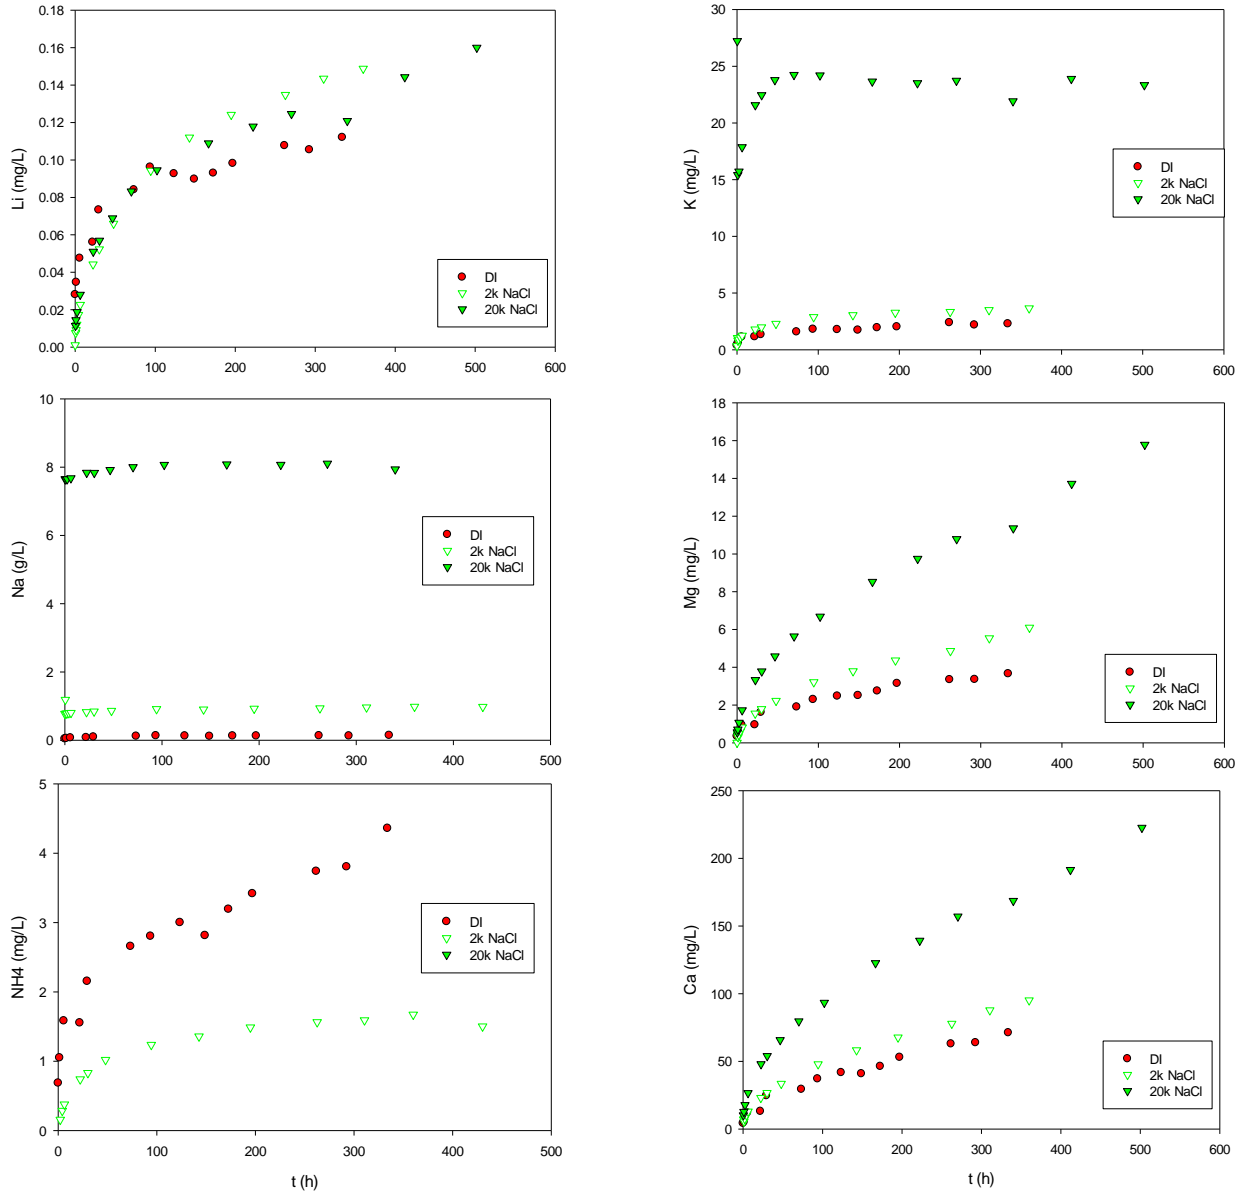 Li (mg/L)
0.18
0.16
0.14
0.12
0.10
0.08
0.06
0.04
0.02
0.00
0 100 200 300 400 500 600
DI
2k NaCl
20k NaCl
K (mg/L)
30
25
20
15
10
5
0
0 100 200 300 400 500 600
DI
2k NaCl
20k NaCl
Na (g/L)
10
8
6
4
2
0
0 100 200 300 400 500
DI
2k NaCl
20k NaCl
Mg (mg/L)
18
16
14
12
10
8
6
4
2
0
0 100 200 300 400 500 600
DI
2k NaCl
20k NaCl
NH4 (mg/L)
5
4
3
2
1
0
0 100 200 300 400 500
t (h)
DI
2k NaCl
20k NaCl
Ca (mg/L)
250
200
150
100
50
0
0 100 200 300 400 500 600
t (h)
DI
2k NaCl
20k NaCl